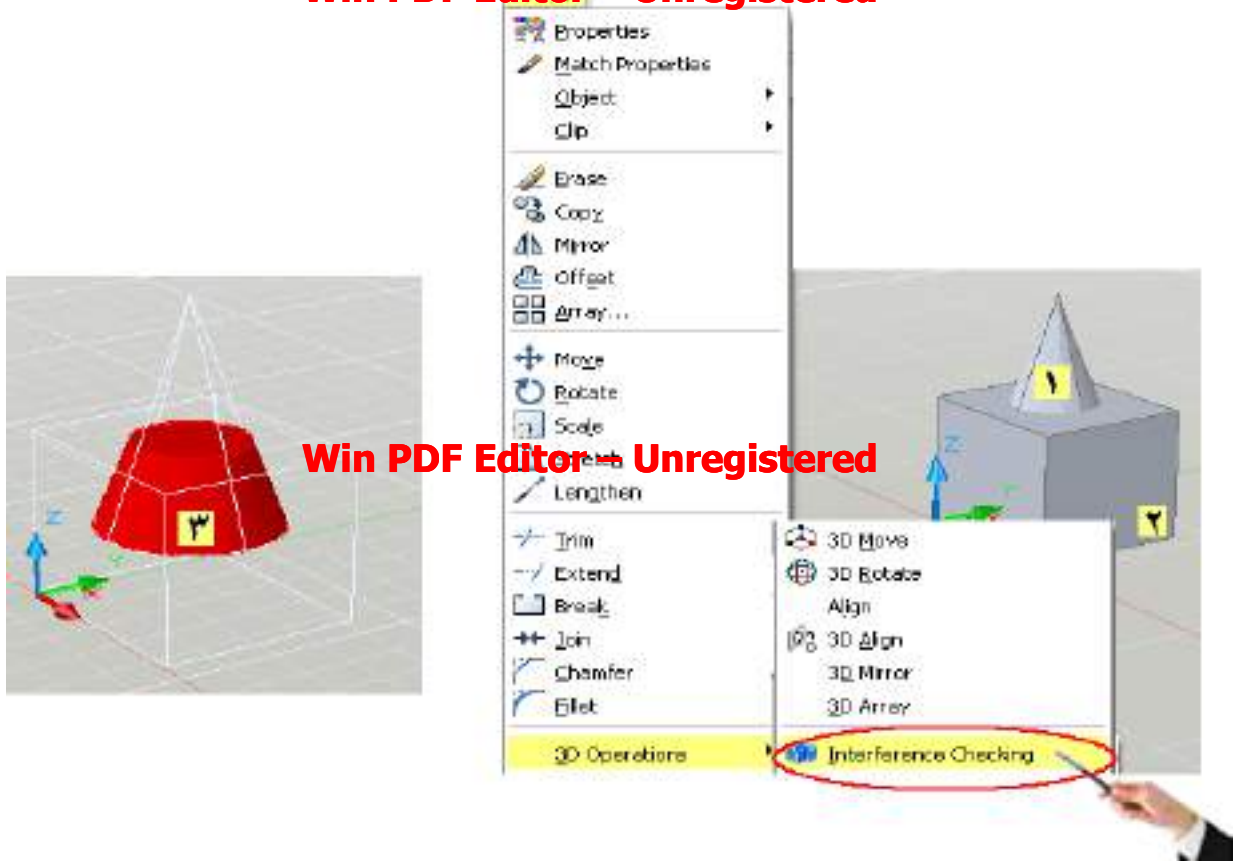 Win PDF Editor – Unregistered
Properties
Match Properties
Object
Clip
Erase
Copy
Mirror
Offset
Array...
Move
Rotate
Scale
Win PDF Editor – Unregistered
Stretch
Lengthen
Trim
Extend
Break
Join
Chamfer
Fillet
3D Operations
3D Move
3D Rotate
Align
3D Align
3D Mirror
3D Array
Interference Checking
١
٢
٣
Z
Y
Z